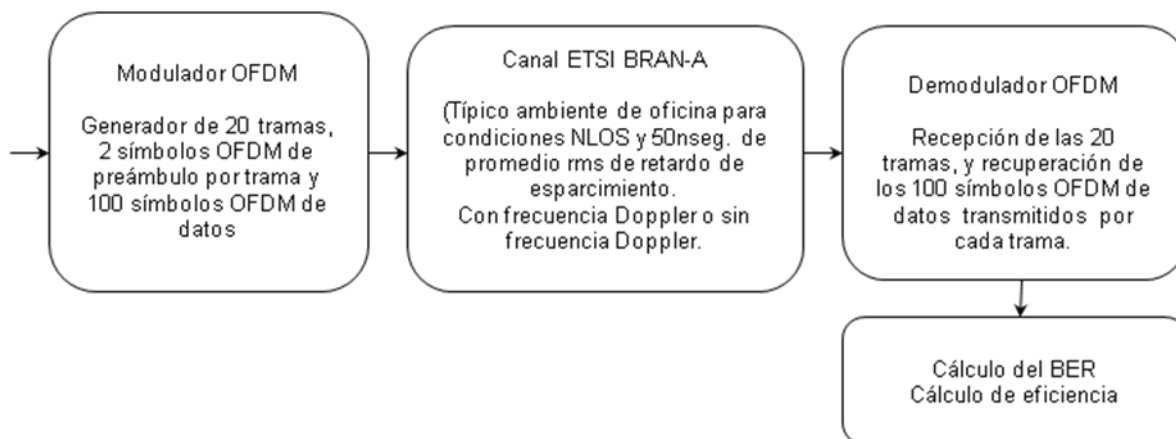 Modulador OFDM
Generador de 20 tramas,
2 símbolos OFDM de
preámbulo por trama y
100 símbolos OFDM de
datos
Canal ETSI BRAN-A
(Típico ambiente de oficina para
condiciones NLOS y 50nseg. de
promedio rms de retardo de
esparcimiento.
Con frecuencia Doppler o sin
frecuencia Doppler.
Demodulador OFDM
Recepción de las 20
tramas, y recuperación de
los 100 símbolos OFDM de
datos transmitidos por
cada trama.
Cálculo del BER
Cálculo de eficiencia